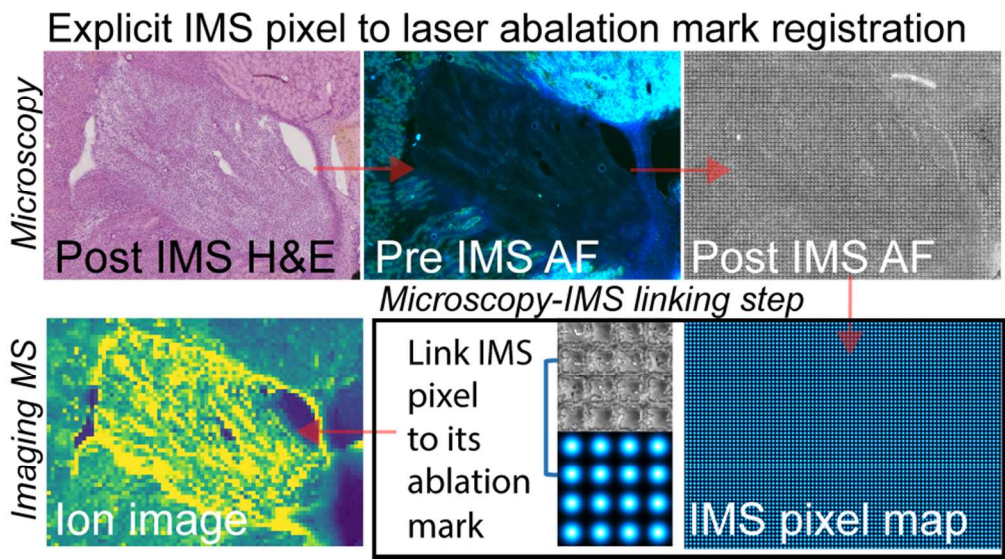 Explicit IMS pixel to laser abalation mark registration
Microscopy
Post IMS H&E
Pre IMS AF
Post IMS AF
Microscopy-IMS linking step
Imaging MS
Ion image
Link IMS
pixel
to its
ablation
mark
IMS pixel map